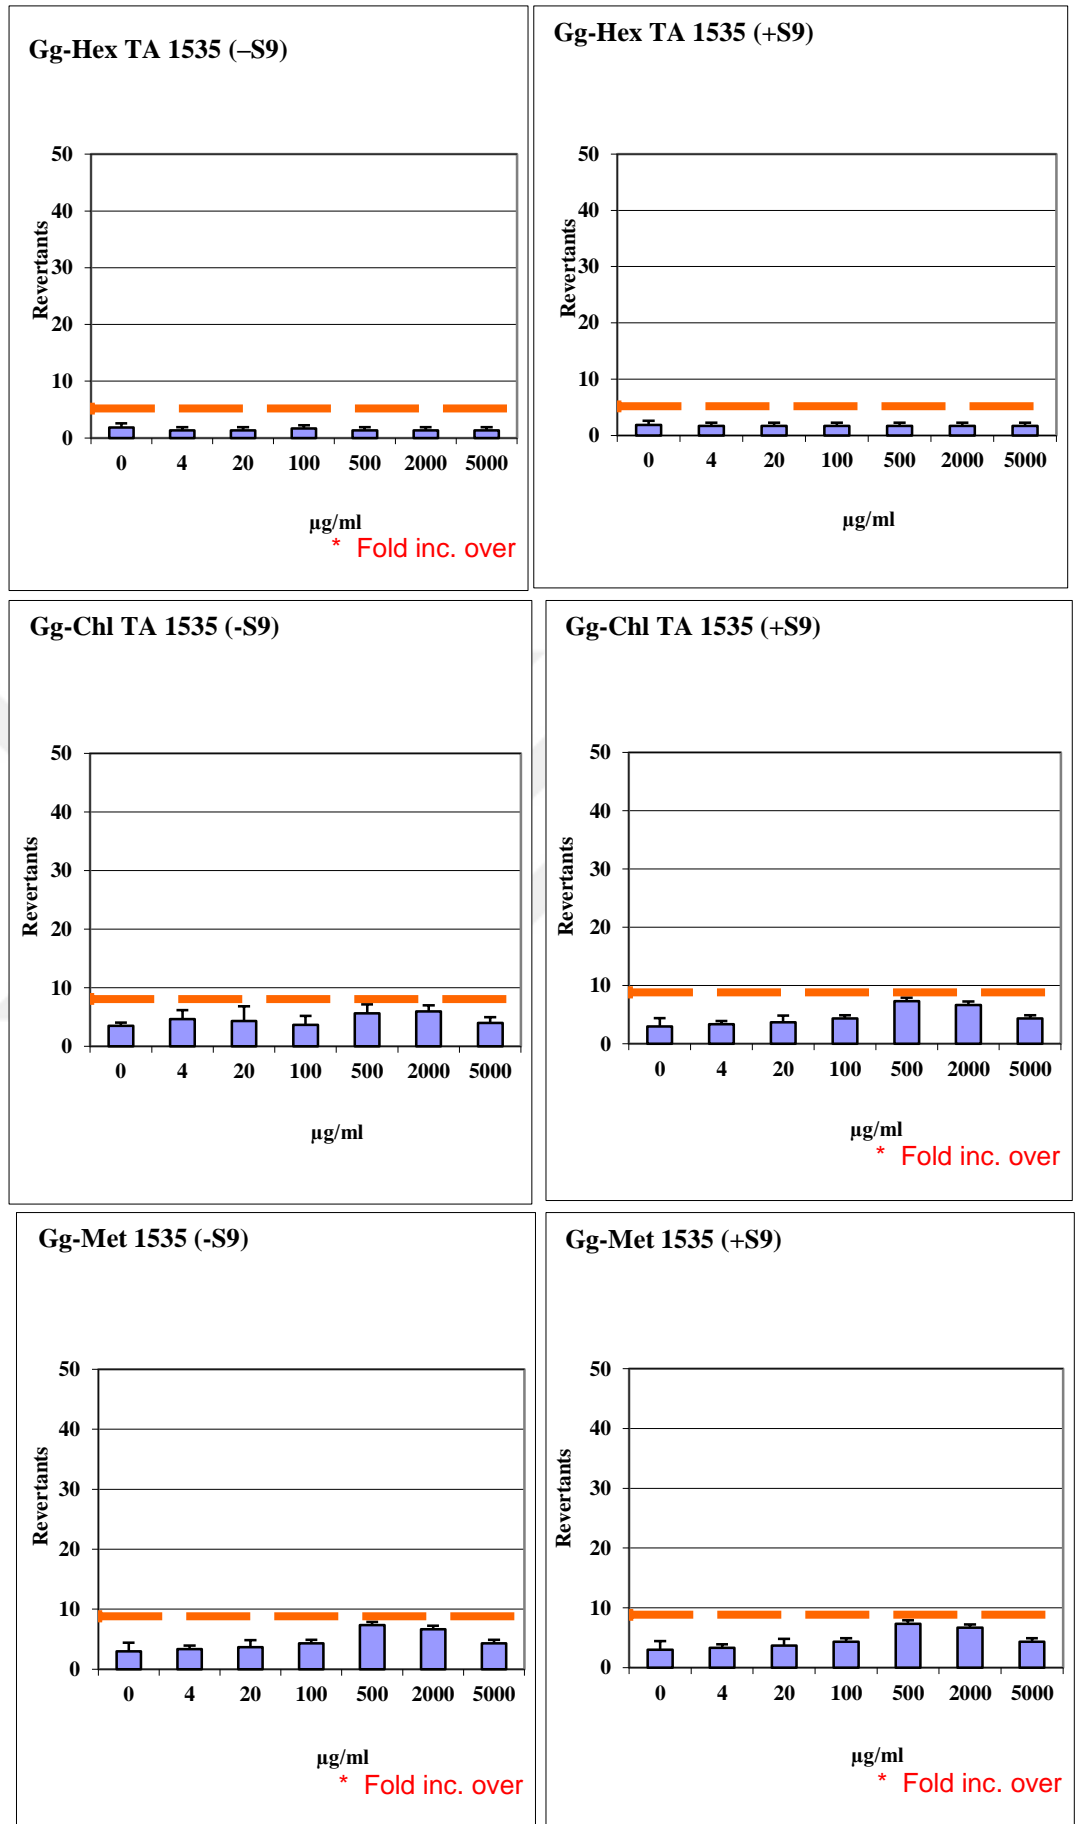 Gg-Hex TA 1535 (–S9)
50
40
30
20
10
0
Revertants
0 4 20 100 500 2000 5000
µg/ml
* Fold inc. over
Gg-Hex TA 1535 (+S9)
50
40
30
20
10
0
Revertants
0 4 20 100 500 2000 5000
µg/ml
Gg-Chl TA 1535 (-S9)
50
40
30
20
10
0
Revertants
0 4 20 100 500 2000 5000
µg/ml
Gg-Chl TA 1535 (+S9)
50
40
30
20
10
0
Revertants
0 4 20 100 500 2000 5000
µg/ml
* Fold inc. over
Gg-Met 1535 (-S9)
50
40
30
20
10
0
Revertants
0 4 20 100 500 2000 5000
µg/ml
* Fold inc. over
Gg-Met 1535 (+S9)
50
40
30
20
10
0
Revertants
0 4 20 100 500 2000 5000
µg/ml
* Fold inc. over